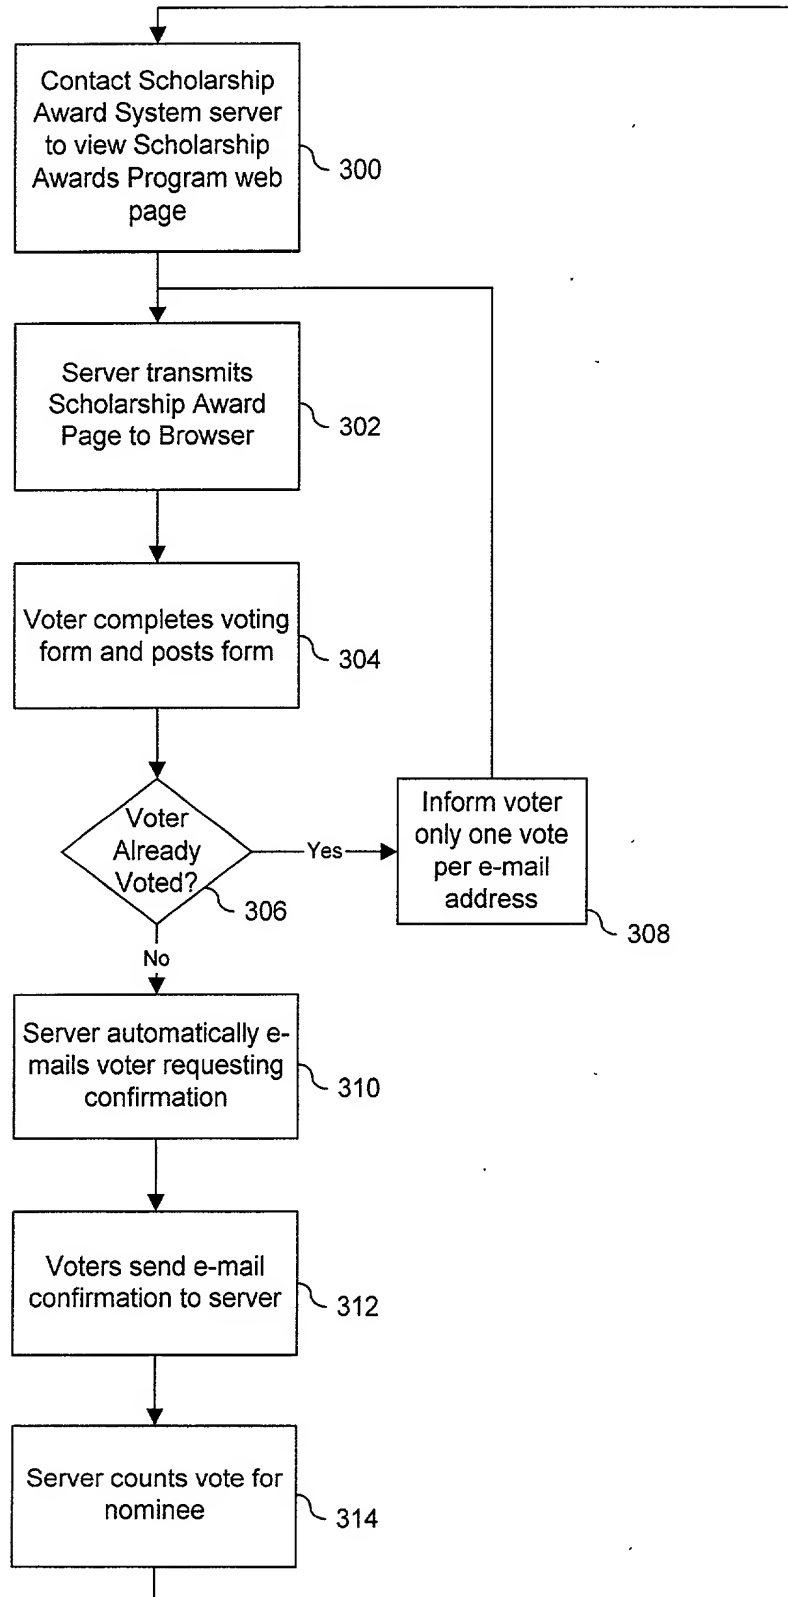 Contact Scholarship
Award System server
to view Scholarship
Awards Program web
page
300
Server transmits
Scholarship Award
Page to Browser
302
Voter completes voting
form and posts form
304
Voter
Already
Voted?
306
Yes
Inform voter
only one vote
per e-mail
address
308
No
Server automatically e-
mails voter requesting
confirmation
310
Voters send e-mail
confirmation to server
312
Server counts vote for
nominee
314